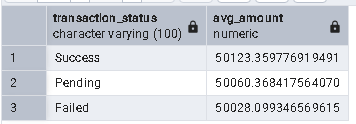 transaction_status avg_amount
character varying (100) numeric
1 Success 50123.359776919491
2 Pending 50060.368417564070
3 Failed 50028.099346569615